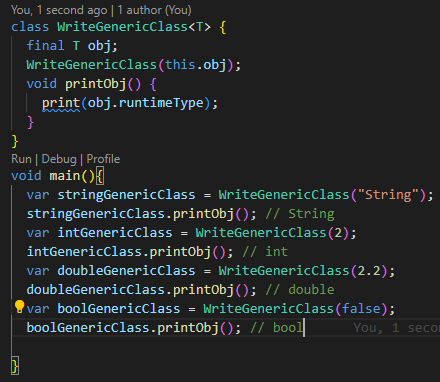 You, 1 second ago | 1 author (You)
class WriteGenericClass<T> {
  final T obj;
  WriteGenericClass(this.obj);
  void printObj() {
    print(obj.runtimeType);
  }
}
Run | Debug | Profile
void main(){
  var stringGenericClass = WriteGenericClass("String");
  stringGenericClass.printObj(); // String
  var intGenericClass = WriteGenericClass(2);
  intGenericClass.printObj(); // int
  var doubleGenericClass = WriteGenericClass(2.2);
  doubleGenericClass.printObj(); // double
  var boolGenericClass = WriteGenericClass(false);
  boolGenericClass.printObj(); // bool You, 1 seco
}